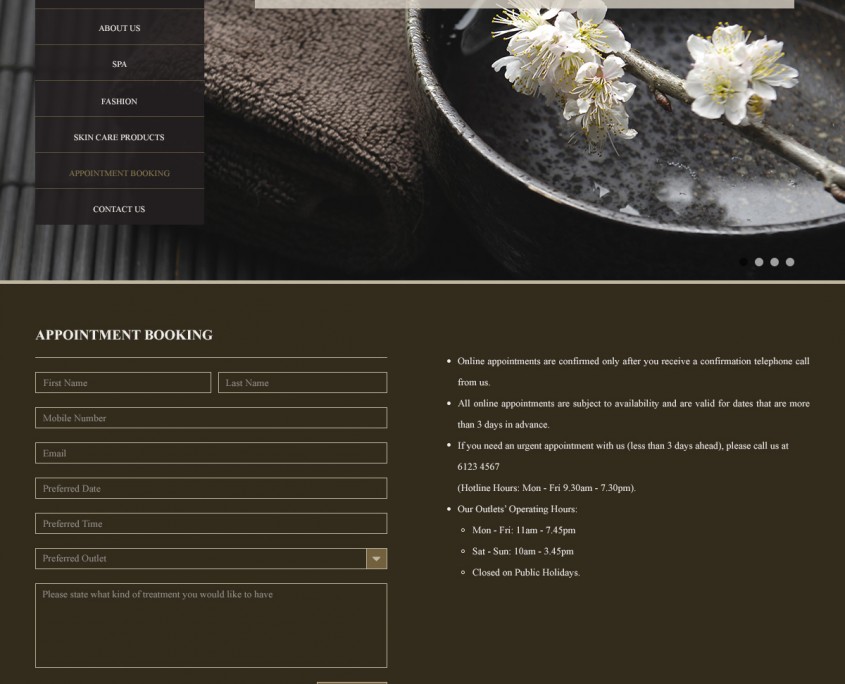 ABOUT US
SPA
FASHION
SKIN CARE PRODUCTS
APPOINTMENT BOOKING
CONTACT US
APPOINTMENT BOOKING
First Name
Last Name
Mobile Number
Email
Preferred Date
Preferred Time
Preferred Outlet
Please state what kind of treatment you would like to have
• Online appointments are confirmed only after you receive a confirmation telephone call
from us.
• All online appointments are subject to availability and are valid for dates that are more
than 3 days in advance.
• If you need an urgent appointment with us (less than 3 days ahead), please call us at
6123 4567
(Hotline Hours: Mon - Fri 9.30am - 7.30pm).
• Our Outlets' Operating Hours:
◦ Mon - Fri: 11am - 7.45pm
◦ Sat - Sun: 10am - 3.45pm
◦ Closed on Public Holidays.